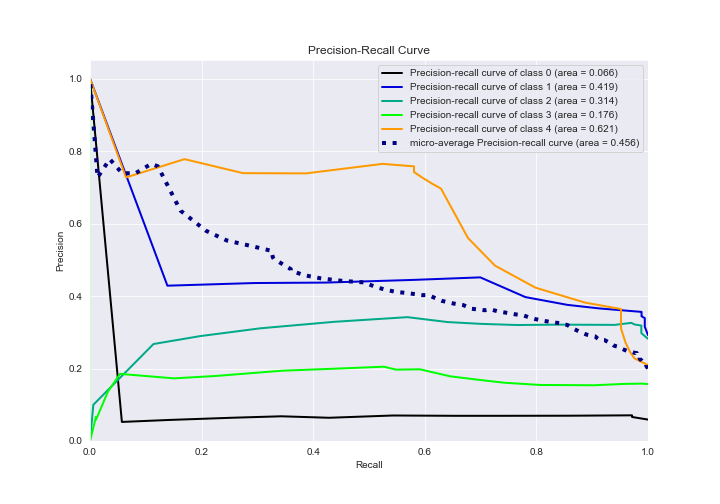 Precision-Recall Curve
Precision-recall curve of class 0 (area = 0.066)
Precision-recall curve of class 1 (area = 0.419)
Precision-recall curve of class 2 (area = 0.314)
Precision-recall curve of class 3 (area = 0.176)
Precision-recall curve of class 4 (area = 0.621)
micro-average Precision-recall curve (area = 0.456)
Precision
1.0
0.8
0.6
0.4
0.2
0.0
0.0 0.2 0.4 0.6 0.8 1.0
Recall